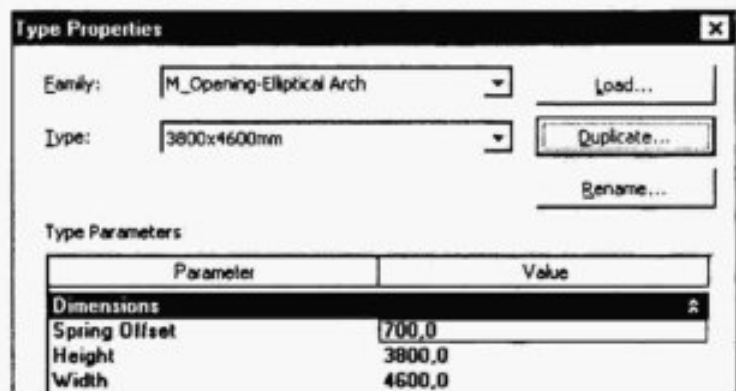 Type Properties
Family: M_Opening-Elliptical Arch Load...
Type: 3800x4600mm Duplicate...
Rename...
Type Parameters
Parameter Value
Dimensions
Spring Offset 700,0
Height 3800,0
Width 4600,0